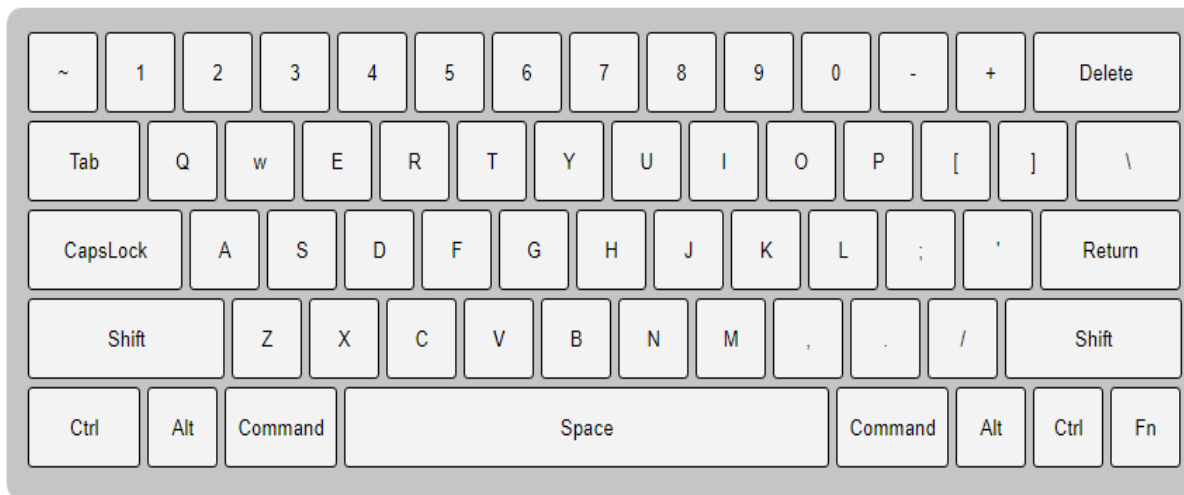 ~ 1 2 3 4 5 6 7 8 9 0 - + Delete
Tab Q w E R T Y U I O P [ ] \
CapsLock A S D F G H J K L ; ' Return
Shift Z X C V B N M , . / Shift
Ctrl Alt Command Space Command Alt Ctrl Fn